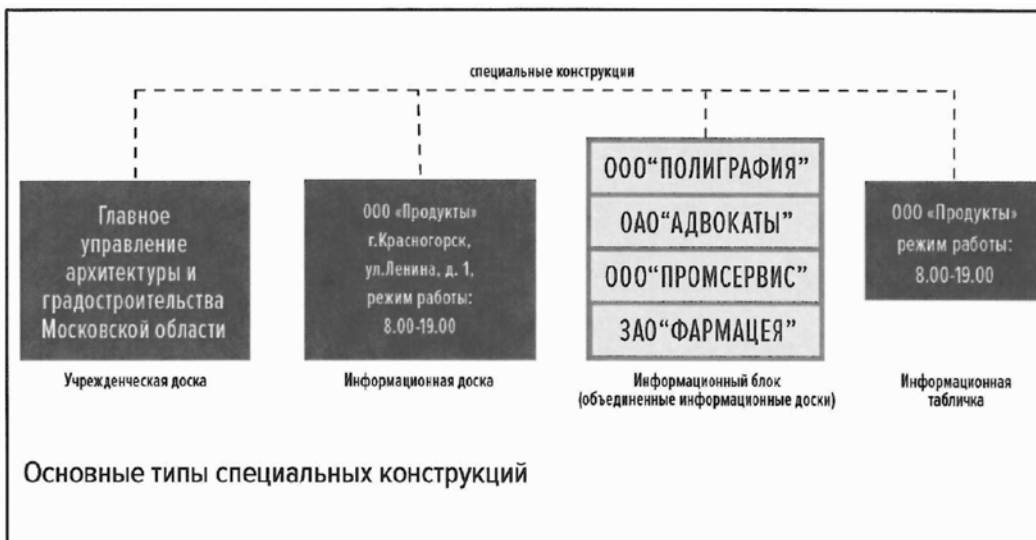 специальные конструкции
Главное
управление
архитектуры и
градостроительства
Московской области
Учрежденческая доска
ООО «Продукты»
г.Красногорск,
ул.Ленина, д. 1,
режим работы:
8.00-19.00
Информационная доска
ООО“ПОЛИГРАФИЯ”
ОАО“АДВОКАТЫ”
ООО“ПРОМСЕРВИС”
ЗАО“ФАРМАЦЕЯ”
Информационный блок
(объединенные информационные доски)
ООО «Продукты»
режим работы:
8.00-19.00
Информационная
табличка
Основные типы специальных конструкций